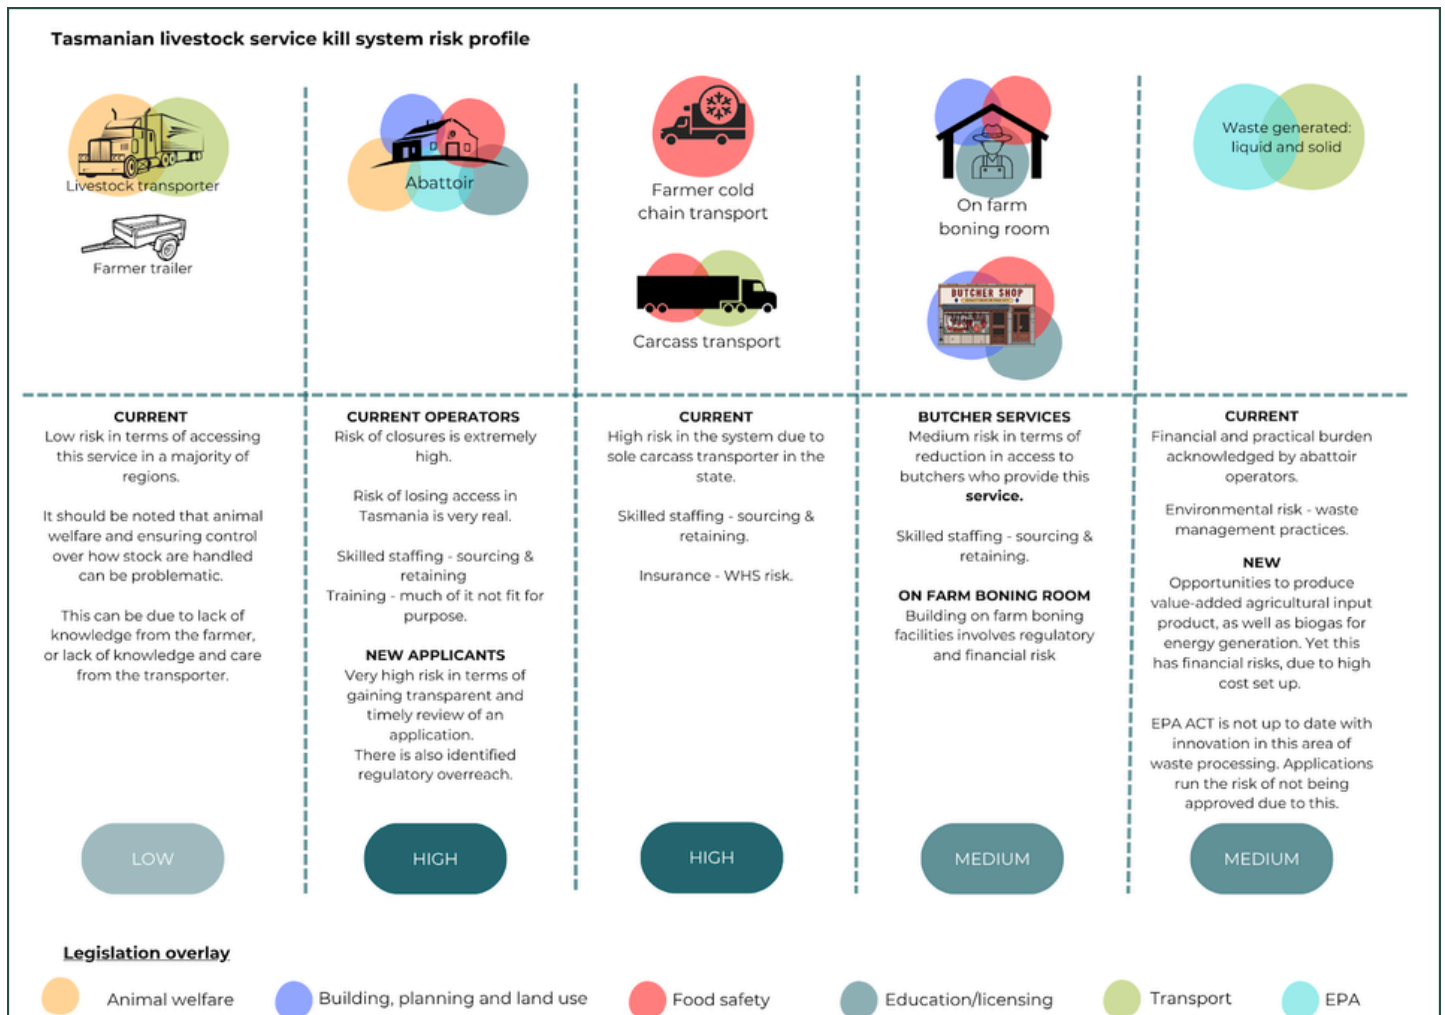 Tasmanian livestock service kill system risk profile
Livestock transporter
Farmer trailer
Abattoir
Farmer cold
chain transport
Carcass transport
On farm
boning room
BUTCHER SHOP
Waste generated:
liquid and solid
CURRENT
Low risk in terms of accessing
this service in a majority of
regions.
It should be noted that animal
welfare and ensuring control
over how stock are handled
can be problematic.
This can be due to lack of
knowledge from the farmer,
or lack of knowledge and care
from the transporter.
LOW
CURRENT OPERATORS
Risk of closures is extremely
high.
Risk of losing access in
Tasmania is very real.
Skilled staffing - sourcing &
retaining
Training - much of it not fit for
purpose.
NEW APPLICANTS
Very high risk in terms of
gaining transparent and
timely review of an
application.
There is also identified
regulatory overreach.
HIGH
CURRENT
High risk in the system due to
sole carcass transporter in the
state.
Skilled staffing - sourcing &
retaining.
Insurance - WHS risk.
HIGH
BUTCHER SERVICES
Medium risk in terms of
reduction in access to
butchers who provide this
service.
Skilled staffing - sourcing &
retaining.
ON FARM BONING ROOM
Building on farm boning
facilities involves regulatory
and financial risk
MEDIUM
CURRENT
Financial and practical burden
acknowledged by abattoir
operators.
Environmental risk - waste
management practices.
NEW
Opportunities to produce
value-added agricultural input
product, as well as biogas for
energy generation. Yet this
has financial risks, due to high
cost set up.
EPA ACT is not up to date with
innovation in this area of
waste processing. Applications
run the risk of not being
approved due to this.
MEDIUM
Legislation overlay
Animal welfare
Building, planning and land use
Food safety
Education/licensing
Transport
EPA